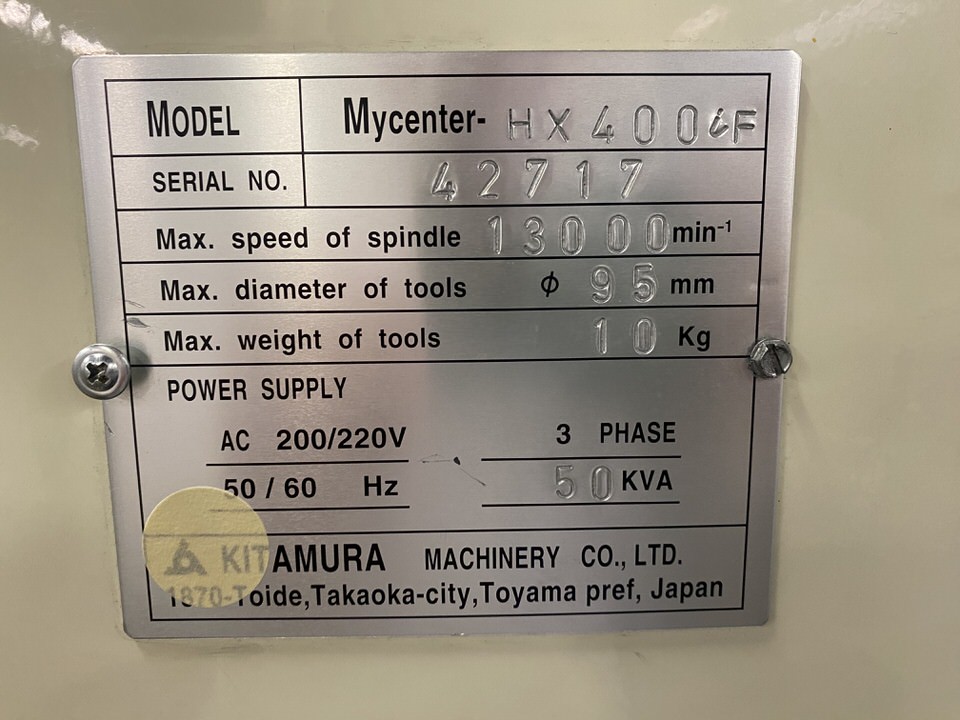 MODEL Mycenter- HX400iF
SERIAL NO. 42717
Max. speed of spindle 13000 min⁻¹
Max. diameter of tools ϕ 95 mm
Max. weight of tools 10 Kg
POWER SUPPLY
AC 200/220V 3 PHASE
50/60 Hz 50 KVA
KITAMURA MACHINERY CO., LTD.
1870-Toide,Takaoka-city,Toyama pref, Japan